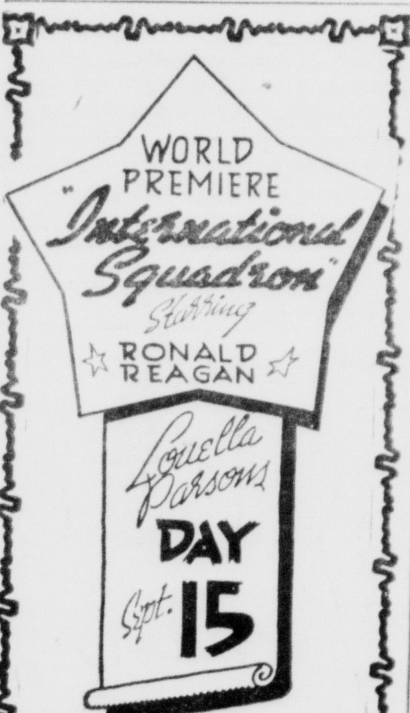 WORLD
PREMIERE
"International
Squadron"
Starring
RONALD
REAGAN
Louella
Parsons
DAY
Sept. 15